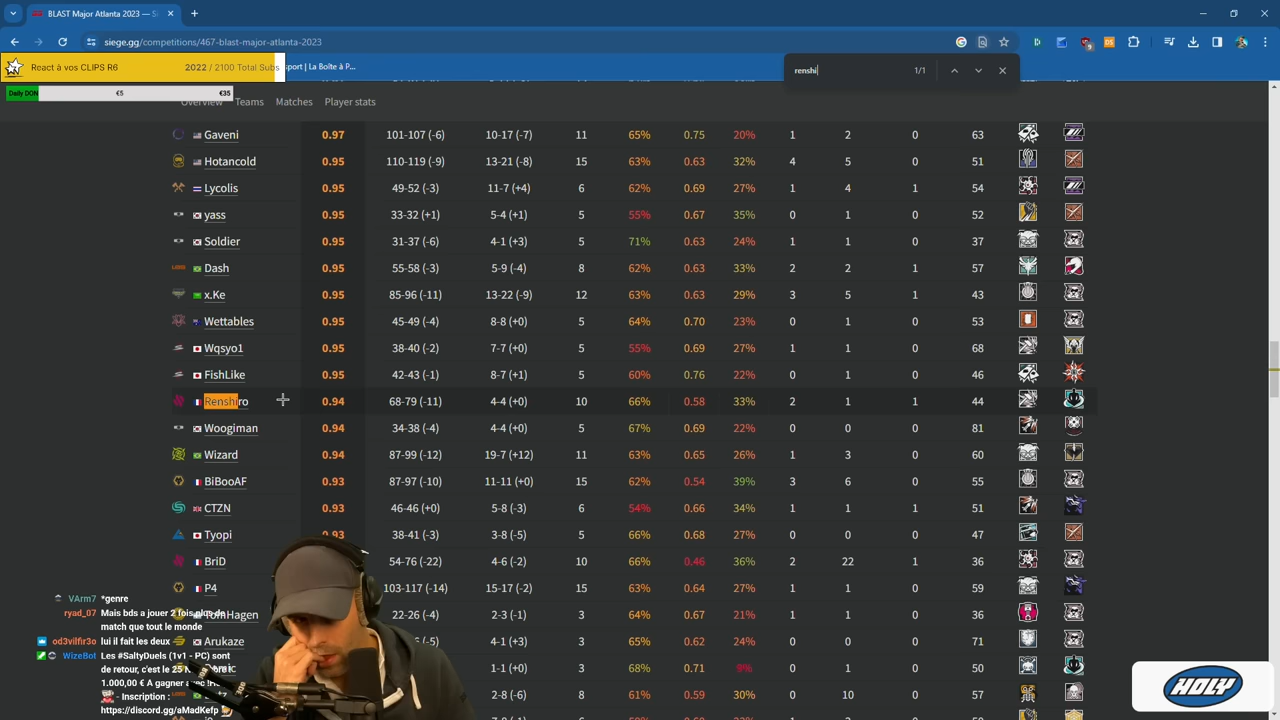 BLAST Major Atlanta 2023 — Si
siege.gg/competitions/467-blast-major-atlanta-2023
React à vos CLIPS R6 2022 / 2100 Total Subs
sport | La Boîte à P...
renshi 1/1
Daily DON €5 €35
Overview Teams Matches Player stats
Gaveni 0.97 101-107 (-6) 10-17 (-7) 11 65% 0.75 20% 1 2 0 63
Hotancold 0.95 110-119 (-9) 13-21 (-8) 15 63% 0.63 32% 4 5 0 51
Lycolis 0.95 49-52 (-3) 11-7 (+4) 6 62% 0.69 27% 1 4 1 54
yass 0.95 33-32 (+1) 5-4 (+1) 5 55% 0.67 35% 0 1 0 52
Soldier 0.95 31-37 (-6) 4-1 (+3) 5 71% 0.63 24% 1 1 0 37
Dash 0.95 55-58 (-3) 5-9 (-4) 8 62% 0.63 33% 2 2 1 57
x.Ke 0.95 85-96 (-11) 13-22 (-9) 12 63% 0.63 29% 3 5 1 43
Wettables 0.95 45-49 (-4) 8-8 (+0) 5 64% 0.70 23% 0 1 0 53
Wqsyo1 0.95 38-40 (-2) 7-7 (+0) 5 55% 0.69 27% 1 1 0 68
FishLike 0.95 42-43 (-1) 8-7 (+1) 5 60% 0.76 22% 0 1 0 46
Renshiro 0.94 68-79 (-11) 4-4 (+0) 10 66% 0.58 33% 2 1 1 44
Woogiman 0.94 34-38 (-4) 4-4 (+0) 5 67% 0.69 22% 0 0 0 81
Wizard 0.94 87-99 (-12) 19-7 (+12) 11 63% 0.65 26% 1 3 0 60
BiBooAF 0.93 87-97 (-10) 11-11 (+0) 15 62% 0.54 39% 3 6 0 55
CTZN 0.93 46-46 (+0) 5-8 (-3) 6 54% 0.66 34% 1 1 1 51
Tyopi 0.93 38-41 (-3) 3-8 (-5) 5 66% 0.68 27% 0 0 0 47
BriD 54-76 (-22) 4-6 (-2) 10 66% 0.46 36% 2 22 1 36
P4 103-117 (-14) 15-17 (-2) 15 63% 0.64 27% 1 1 0 59
TomHagen 22-26 (-4) 2-3 (-1) 3 64% 0.67 21% 0 1 1 36
Arukaze (-5) 4-1 (+3) 5 65% 0.62 24% 0 1 0 71
1-1 (+0) 3 68% 0.71 9% 0 1 0 50
2-8 (-6) 8 61% 0.59 30% 0 10 0 57
VArm7 *genre
ryad_07 Mais bds a jouer 2 fois plus de
match que tout le monde
od3vilfir3o lui il fait les deux
WizeBot Les #SaltyDuels (1v1 - PC) sont
de retour, c'est le 25
1.000,00 € A gagner
- Inscription :
https://discord.gg/aMadKefp
HOLY